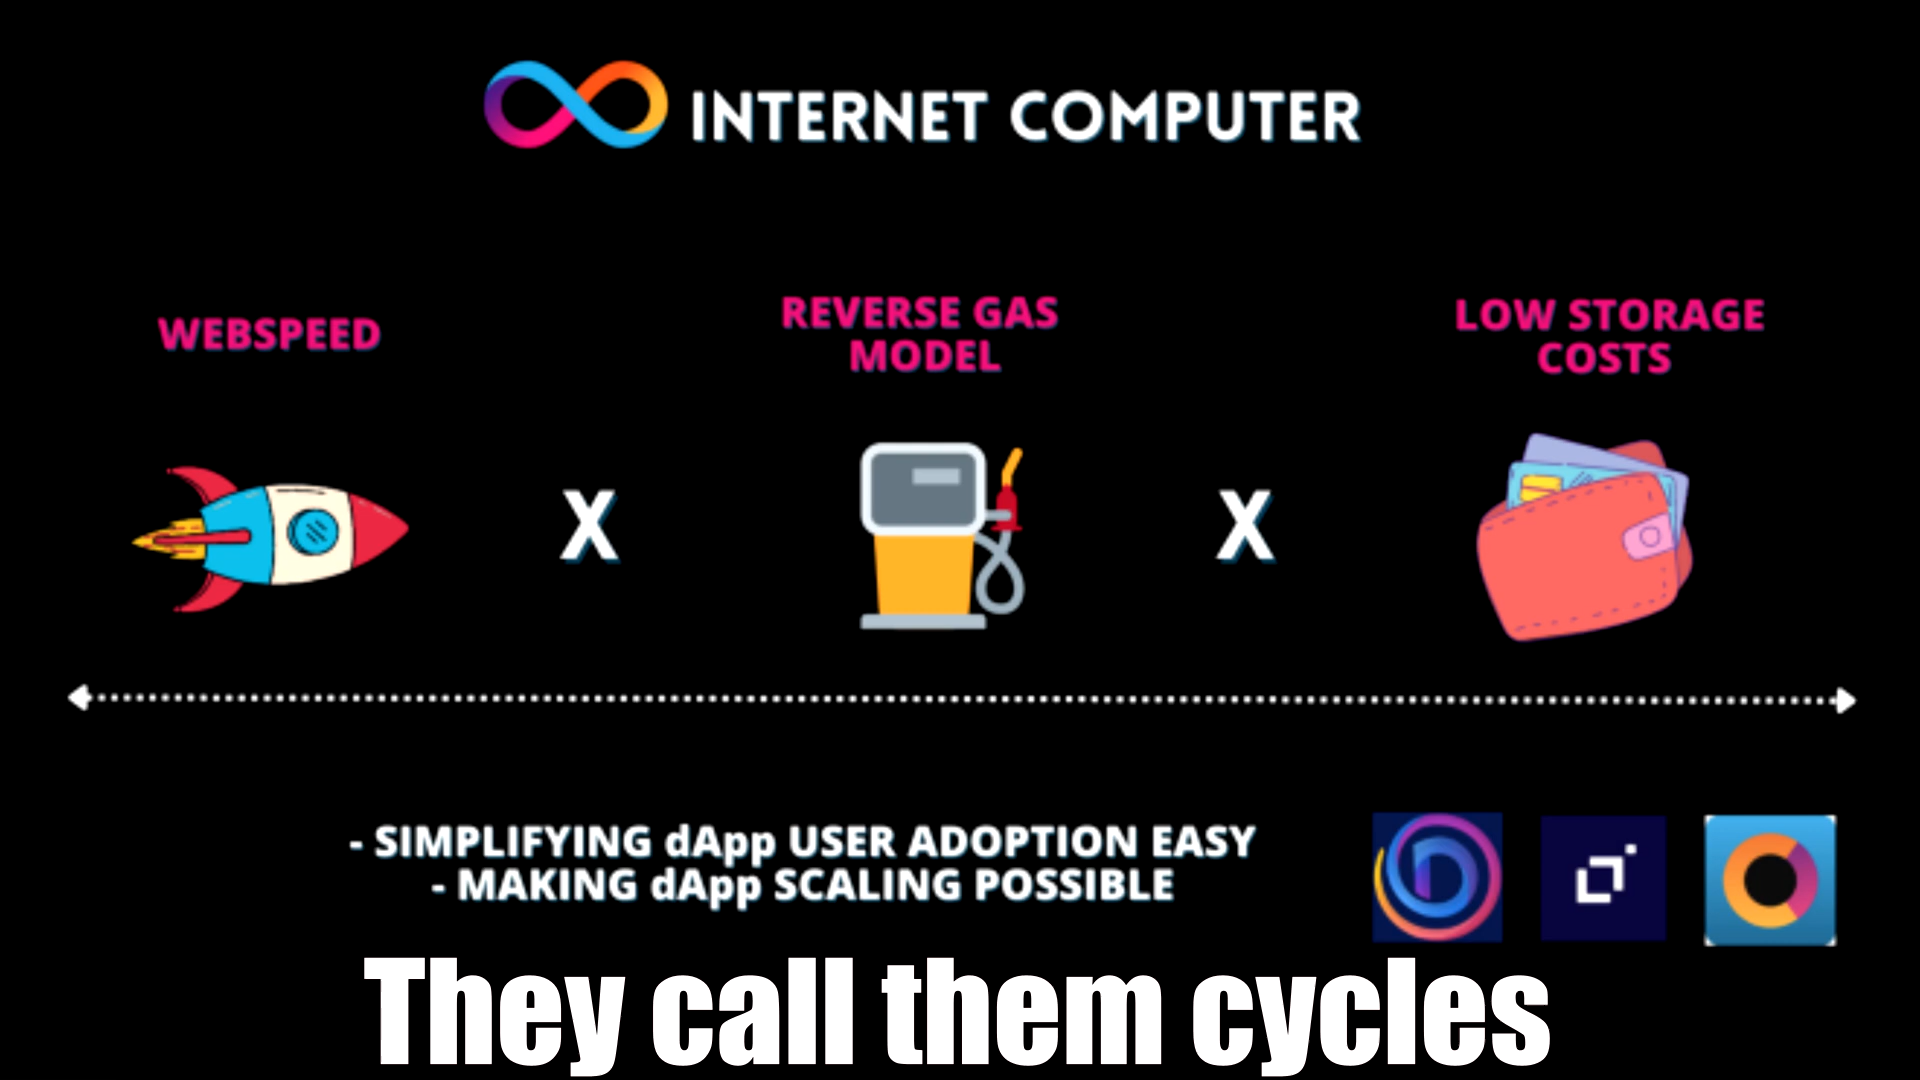 INTERNET COMPUTER
WEBSPEED
REVERSE GAS
MODEL
LOW STORAGE
COSTS
X
X
- SIMPLIFYING dApp USER ADOPTION EASY
- MAKING dApp SCALING POSSIBLE
They call them cycles